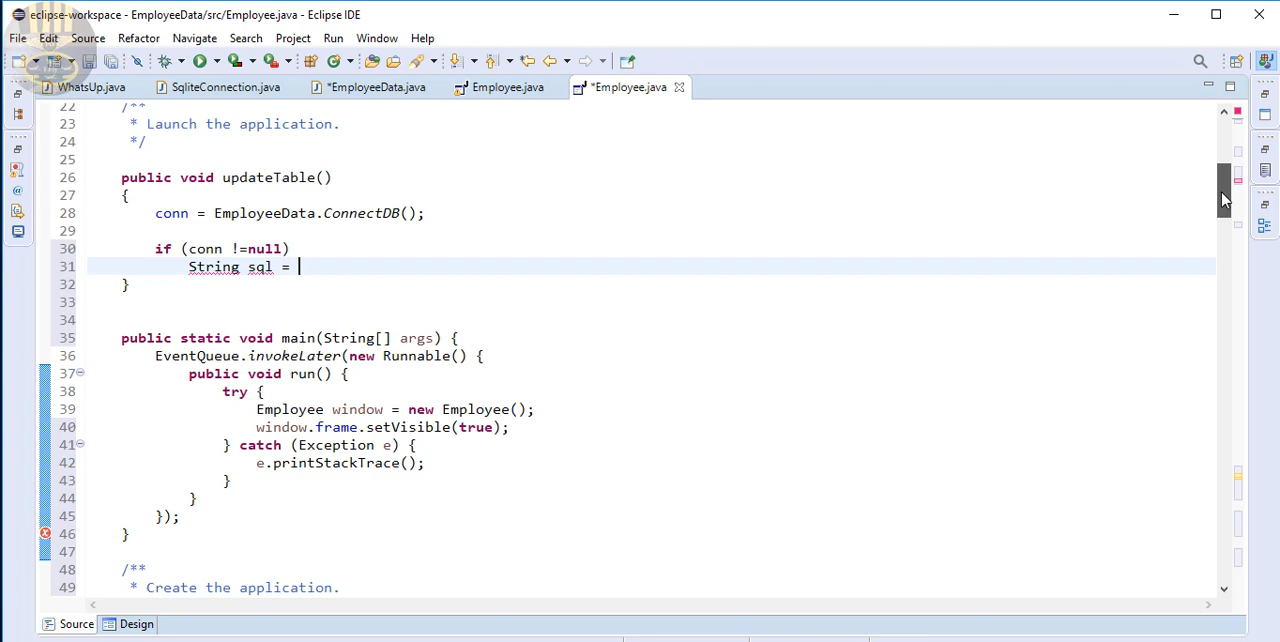 eclipse-workspace - EmployeeData/src/Employee.java - Eclipse IDE
File Edit Source Refactor Navigate Search Project Run Window Help
WhatsUp.java SqliteConnection.java *EmployeeData.java Employee.java *Employee.java
22 /**
23 * Launch the application.
24 */
25
26 public void updateTable()
27 {
28 conn = EmployeeData.ConnectDB();
29
30 if (conn !=null)
31 String sql =
32 }
33
34
35 public static void main(String[] args) {
36 EventQueue.invokeLater(new Runnable() {
37 public void run() {
38 try {
39 Employee window = new Employee();
40 window.frame.setVisible(true);
41 } catch (Exception e) {
42 e.printStackTrace();
43 }
44 }
45 });
46 }
47
48 /**
49 * Create the application.
Source Design